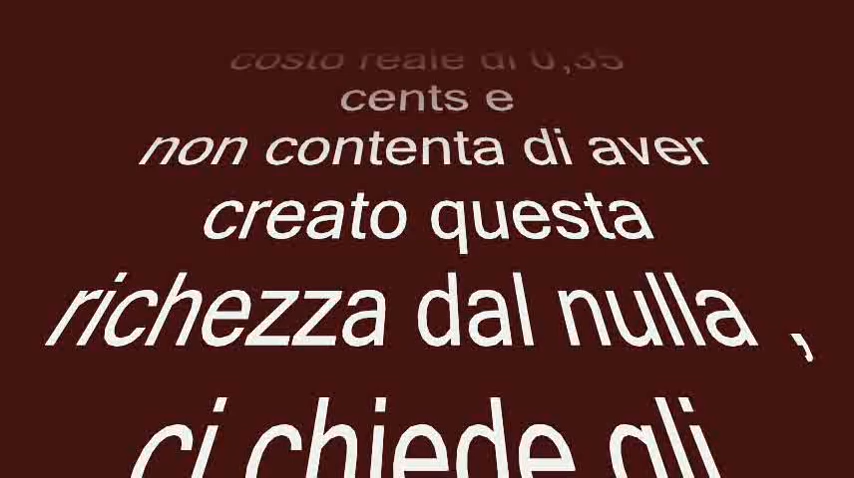 costo reale di 0,35
cents e
non contenta di aver
creato questa
richezza dal nulla ,
ci chiede gli